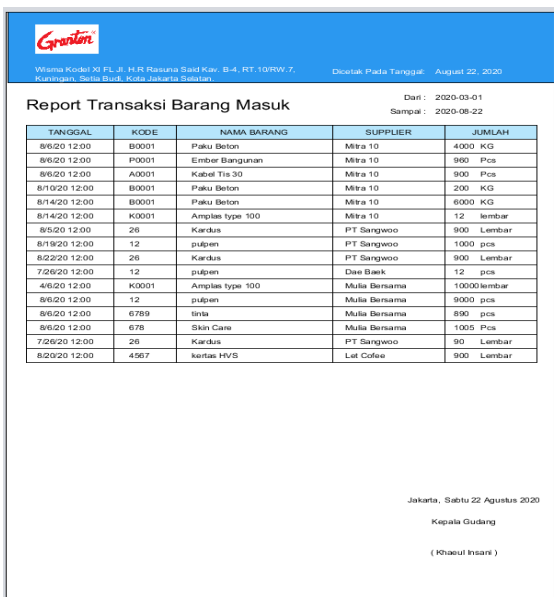 Granton
Wisma Kodel XI FL Jl. H.R Rasuna Said Kav. B-4, RT.10/RW.7,
Kuningan, Setia Budi, Kota Jakarta Selatan.
Dicetak Pada Tanggal: August 22, 2020
Report Transaksi Barang Masuk
Dari : 2020-03-01
Sampai : 2020-08-22
TANGGAL KODE NAMA BARANG SUPPLIER JUMLAH
8/6/20 12:00 B0001 Paku Beton Mitra 10 4000 KG
8/6/20 12:00 P0001 Ember Bangunan Mitra 10 960 Pcs
8/6/20 12:00 A0001 Kabel Tis 30 Mitra 10 900 Pcs
8/10/20 12:00 B0001 Paku Beton Mitra 10 200 KG
8/14/20 12:00 B0001 Paku Beton Mitra 10 6000 KG
8/14/20 12:00 K0001 Amplas type 100 Mitra 10 12 lembar
8/5/20 12:00 26 Kardus PT Sangwoo 900 Lembar
8/19/20 12:00 12 pulpen PT Sangwoo 1000 pcs
8/22/20 12:00 26 Kardus PT Sangwoo 900 Lembar
7/26/20 12:00 12 pulpen Dae Baek 12 pcs
4/6/20 12:00 K0001 Amplas type 100 Mulia Bersama 10000 lembar
8/6/20 12:00 12 pulpen Mulia Bersama 9000 pcs
8/6/20 12:00 6789 tinta Mulia Bersama 890 pcs
8/6/20 12:00 678 Skin Care Mulia Bersama 1005 Pcs
7/26/20 12:00 26 Kardus PT Sangwoo 90 Lembar
8/20/20 12:00 4567 kertas HVS Let Cofee 900 Lembar
Jakarta, Sabtu 22 Agustus 2020
Kepala Gudang
( Khaeul Insani )